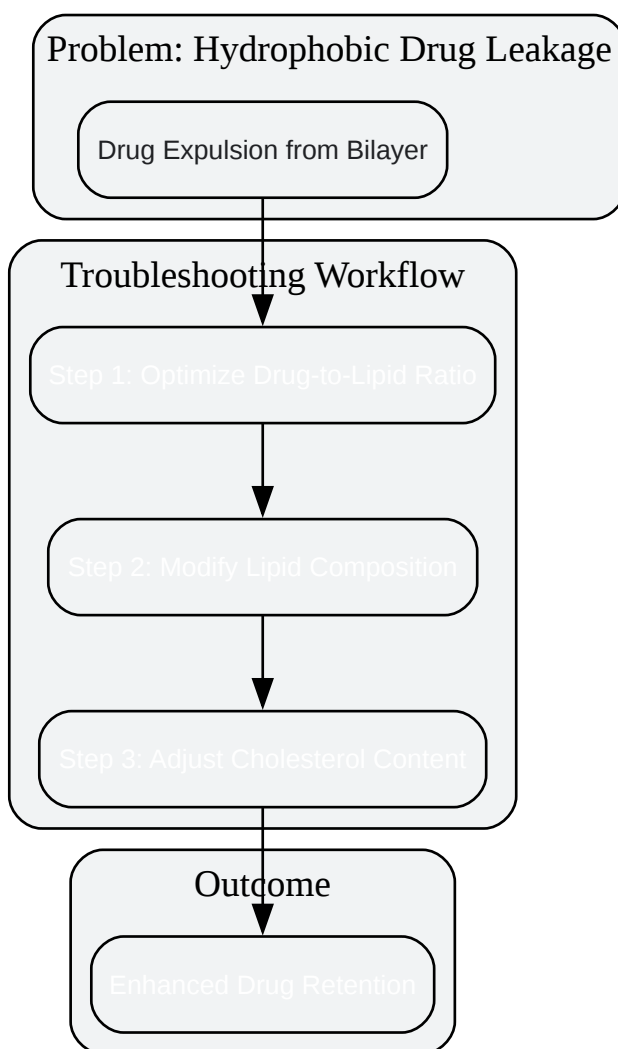 Problem: Hydrophobic Drug Leakage
Drug Expulsion from Bilayer
Troubleshooting Workflow
Step 1: Optimize Drug-to-Lipid Ratio
Step 2: Modify Lipid Composition
Step 3: Adjust Cholesterol Content
Outcome
Enhanced Drug Retention